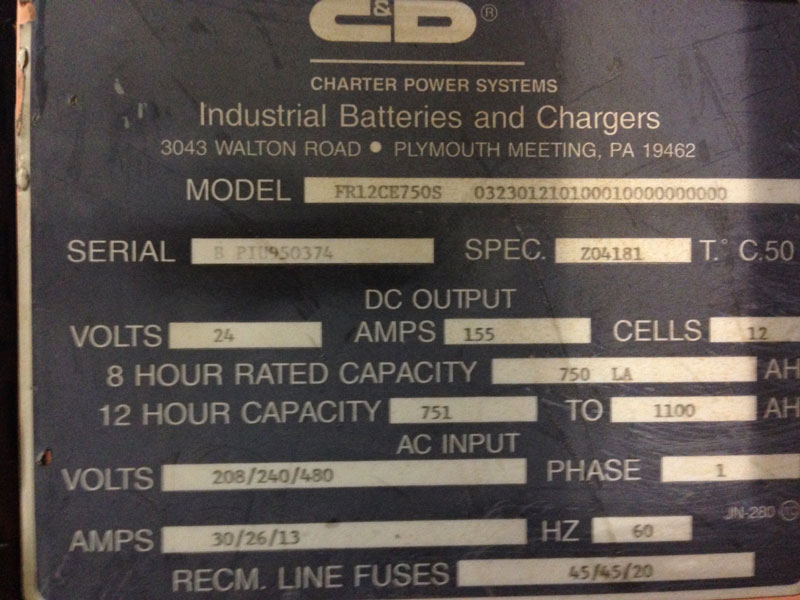 C&D ®
CHARTER POWER SYSTEMS
Industrial Batteries and Chargers
3043 WALTON ROAD • PLYMOUTH MEETING, PA 19462
MODEL FR12CE750S 032301210100010000000000
SERIAL B PIU950374 SPEC. Z04181 T.° C.50
DC OUTPUT
VOLTS 24 AMPS 155 CELLS 12
8 HOUR RATED CAPACITY 750 LA AH
12 HOUR CAPACITY 751 TO 1100 AH
AC INPUT
VOLTS 208/240/480 PHASE 1
JN-280
AMPS 30/26/13 HZ 60
RECM. LINE FUSES 45/45/20